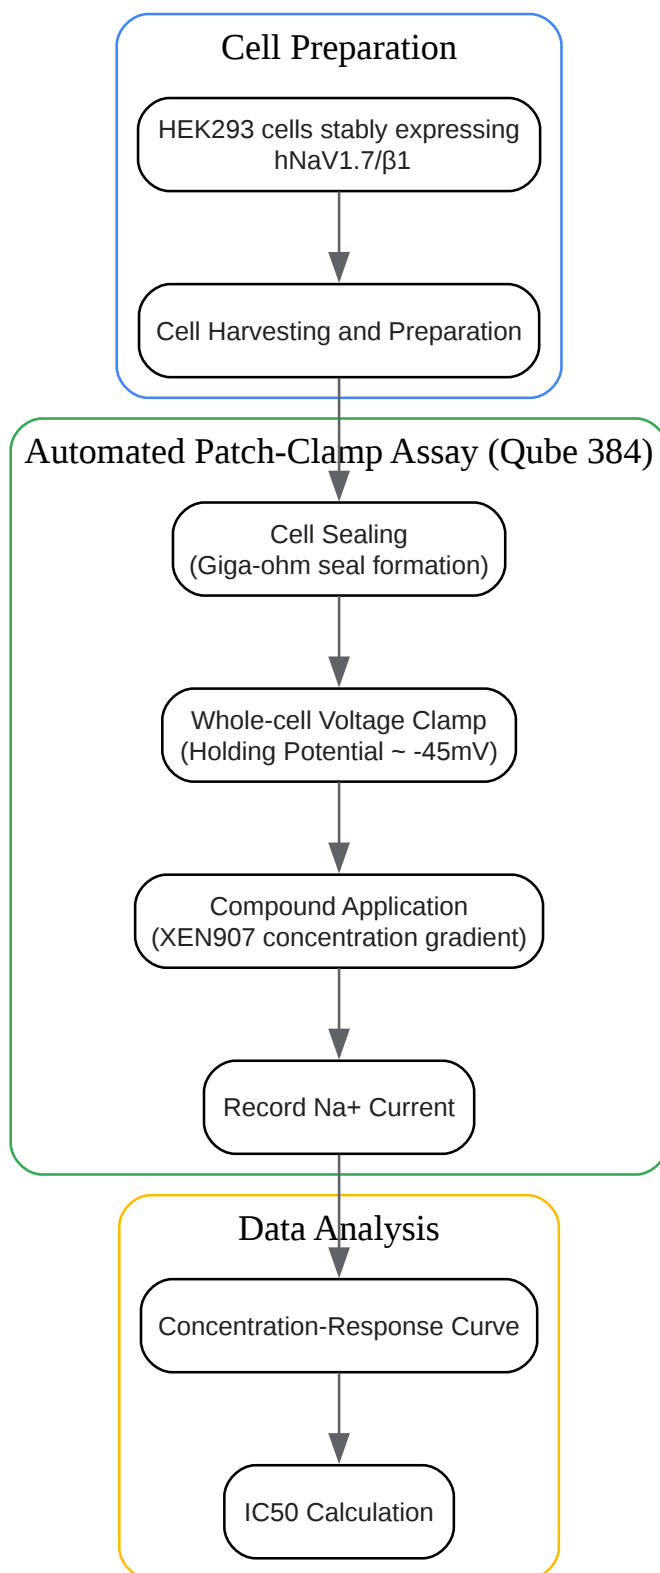 Cell Preparation
HEK293 cells stably expressing
hNaV1.7/β1
Cell Harvesting and Preparation
Automated Patch-Clamp Assay (Qube 384)
Cell Sealing
(Giga-ohm seal formation)
Whole-cell Voltage Clamp
(Holding Potential ~ -45mV)
Compound Application
(XEN907 concentration gradient)
Record Na+ Current
Data Analysis
Concentration-Response Curve
IC50 Calculation